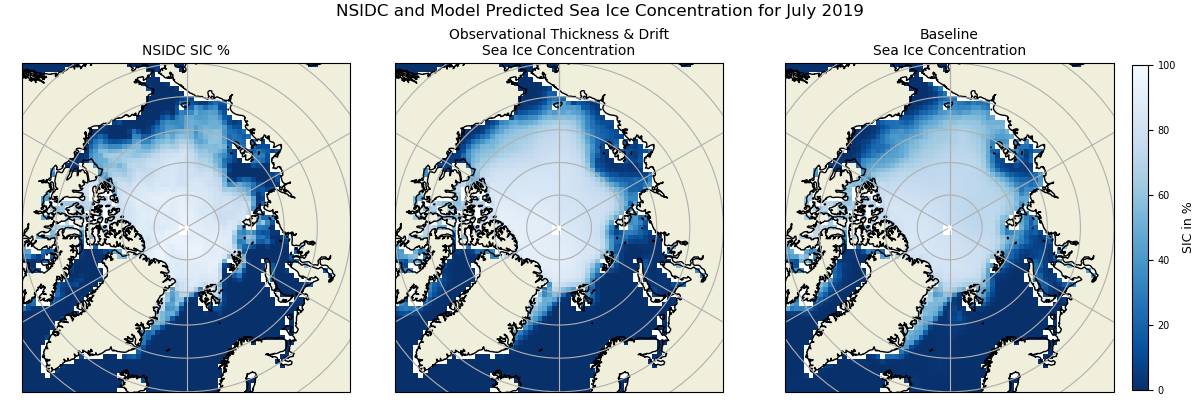 NSIDC and Model Predicted Sea Ice Concentration for July 2019
NSIDC SIC %
Observational Thickness & Drift
Sea Ice Concentration
Baseline
Sea Ice Concentration
100
80
60
40
20
0
SIC in %